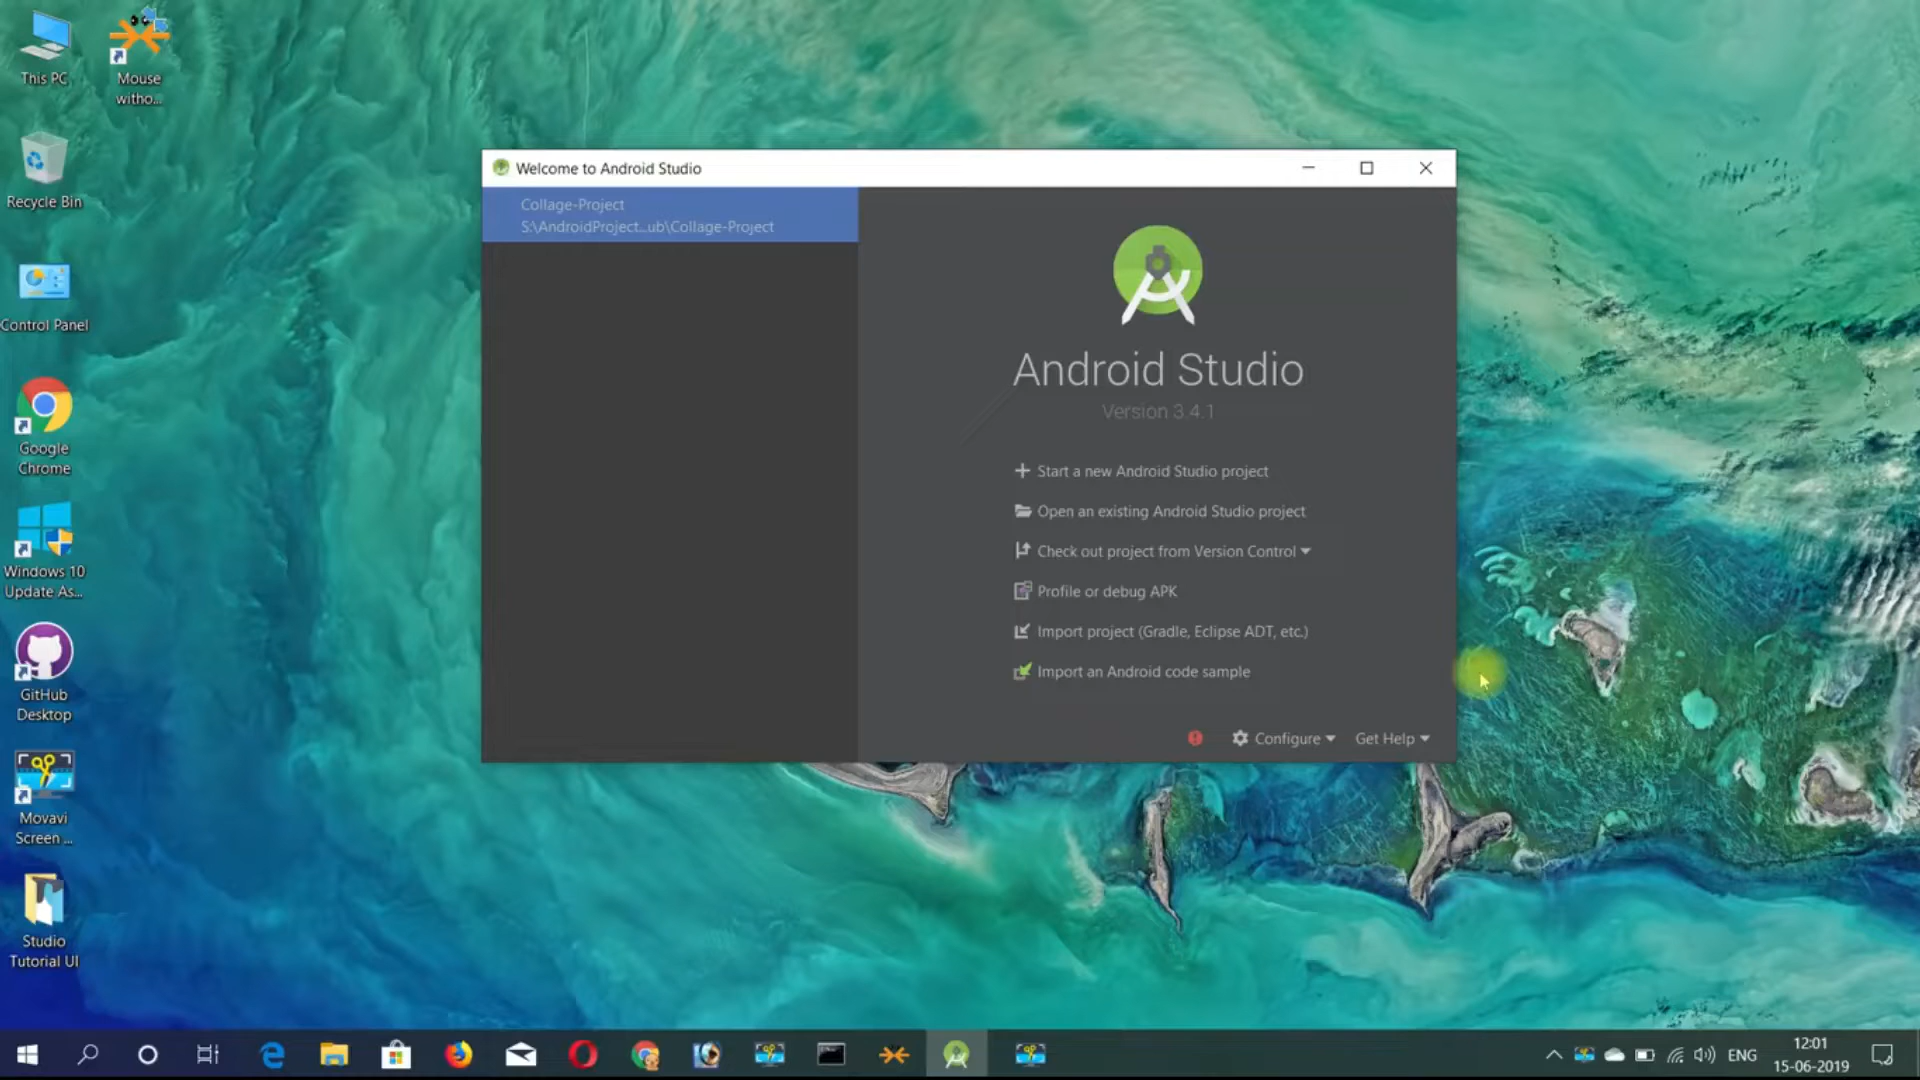 This PC
Mouse
witho...
Recycle Bin
Control Panel
Google
Chrome
Windows 10
Update As...
GitHub
Desktop
Movavi
Screen ...
Studio
Tutorial UI
Welcome to Android Studio
Collage-Project
S:\AndroidProject...ub\Collage-Project
Android Studio
Version 3.4.1
Start a new Android Studio project
Open an existing Android Studio project
Check out project from Version Control
Profile or debug APK
Import project (Gradle, Eclipse ADT, etc.)
Import an Android code sample
Configure
Get Help
ENG
12:01
15-06-2019